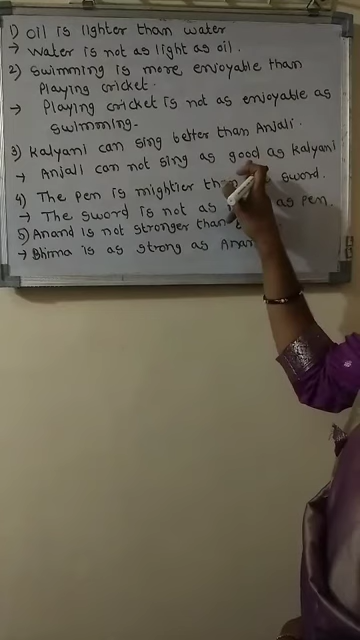 1) Oil is lighter than water
→ Water is not as light as oil.
2) Swimming is more enjoyable than
Playing cricket.
→ Playing cricket is not as enjoyable as
swimming.
3) Kalyani can sing better than Anjali.
→ Anjali can not sing as good as Kalyani
4) The Pen is mightier sword.
→ The sword is not as as pen.
5) Anand is not stronger than
→ Bhima is as strong as